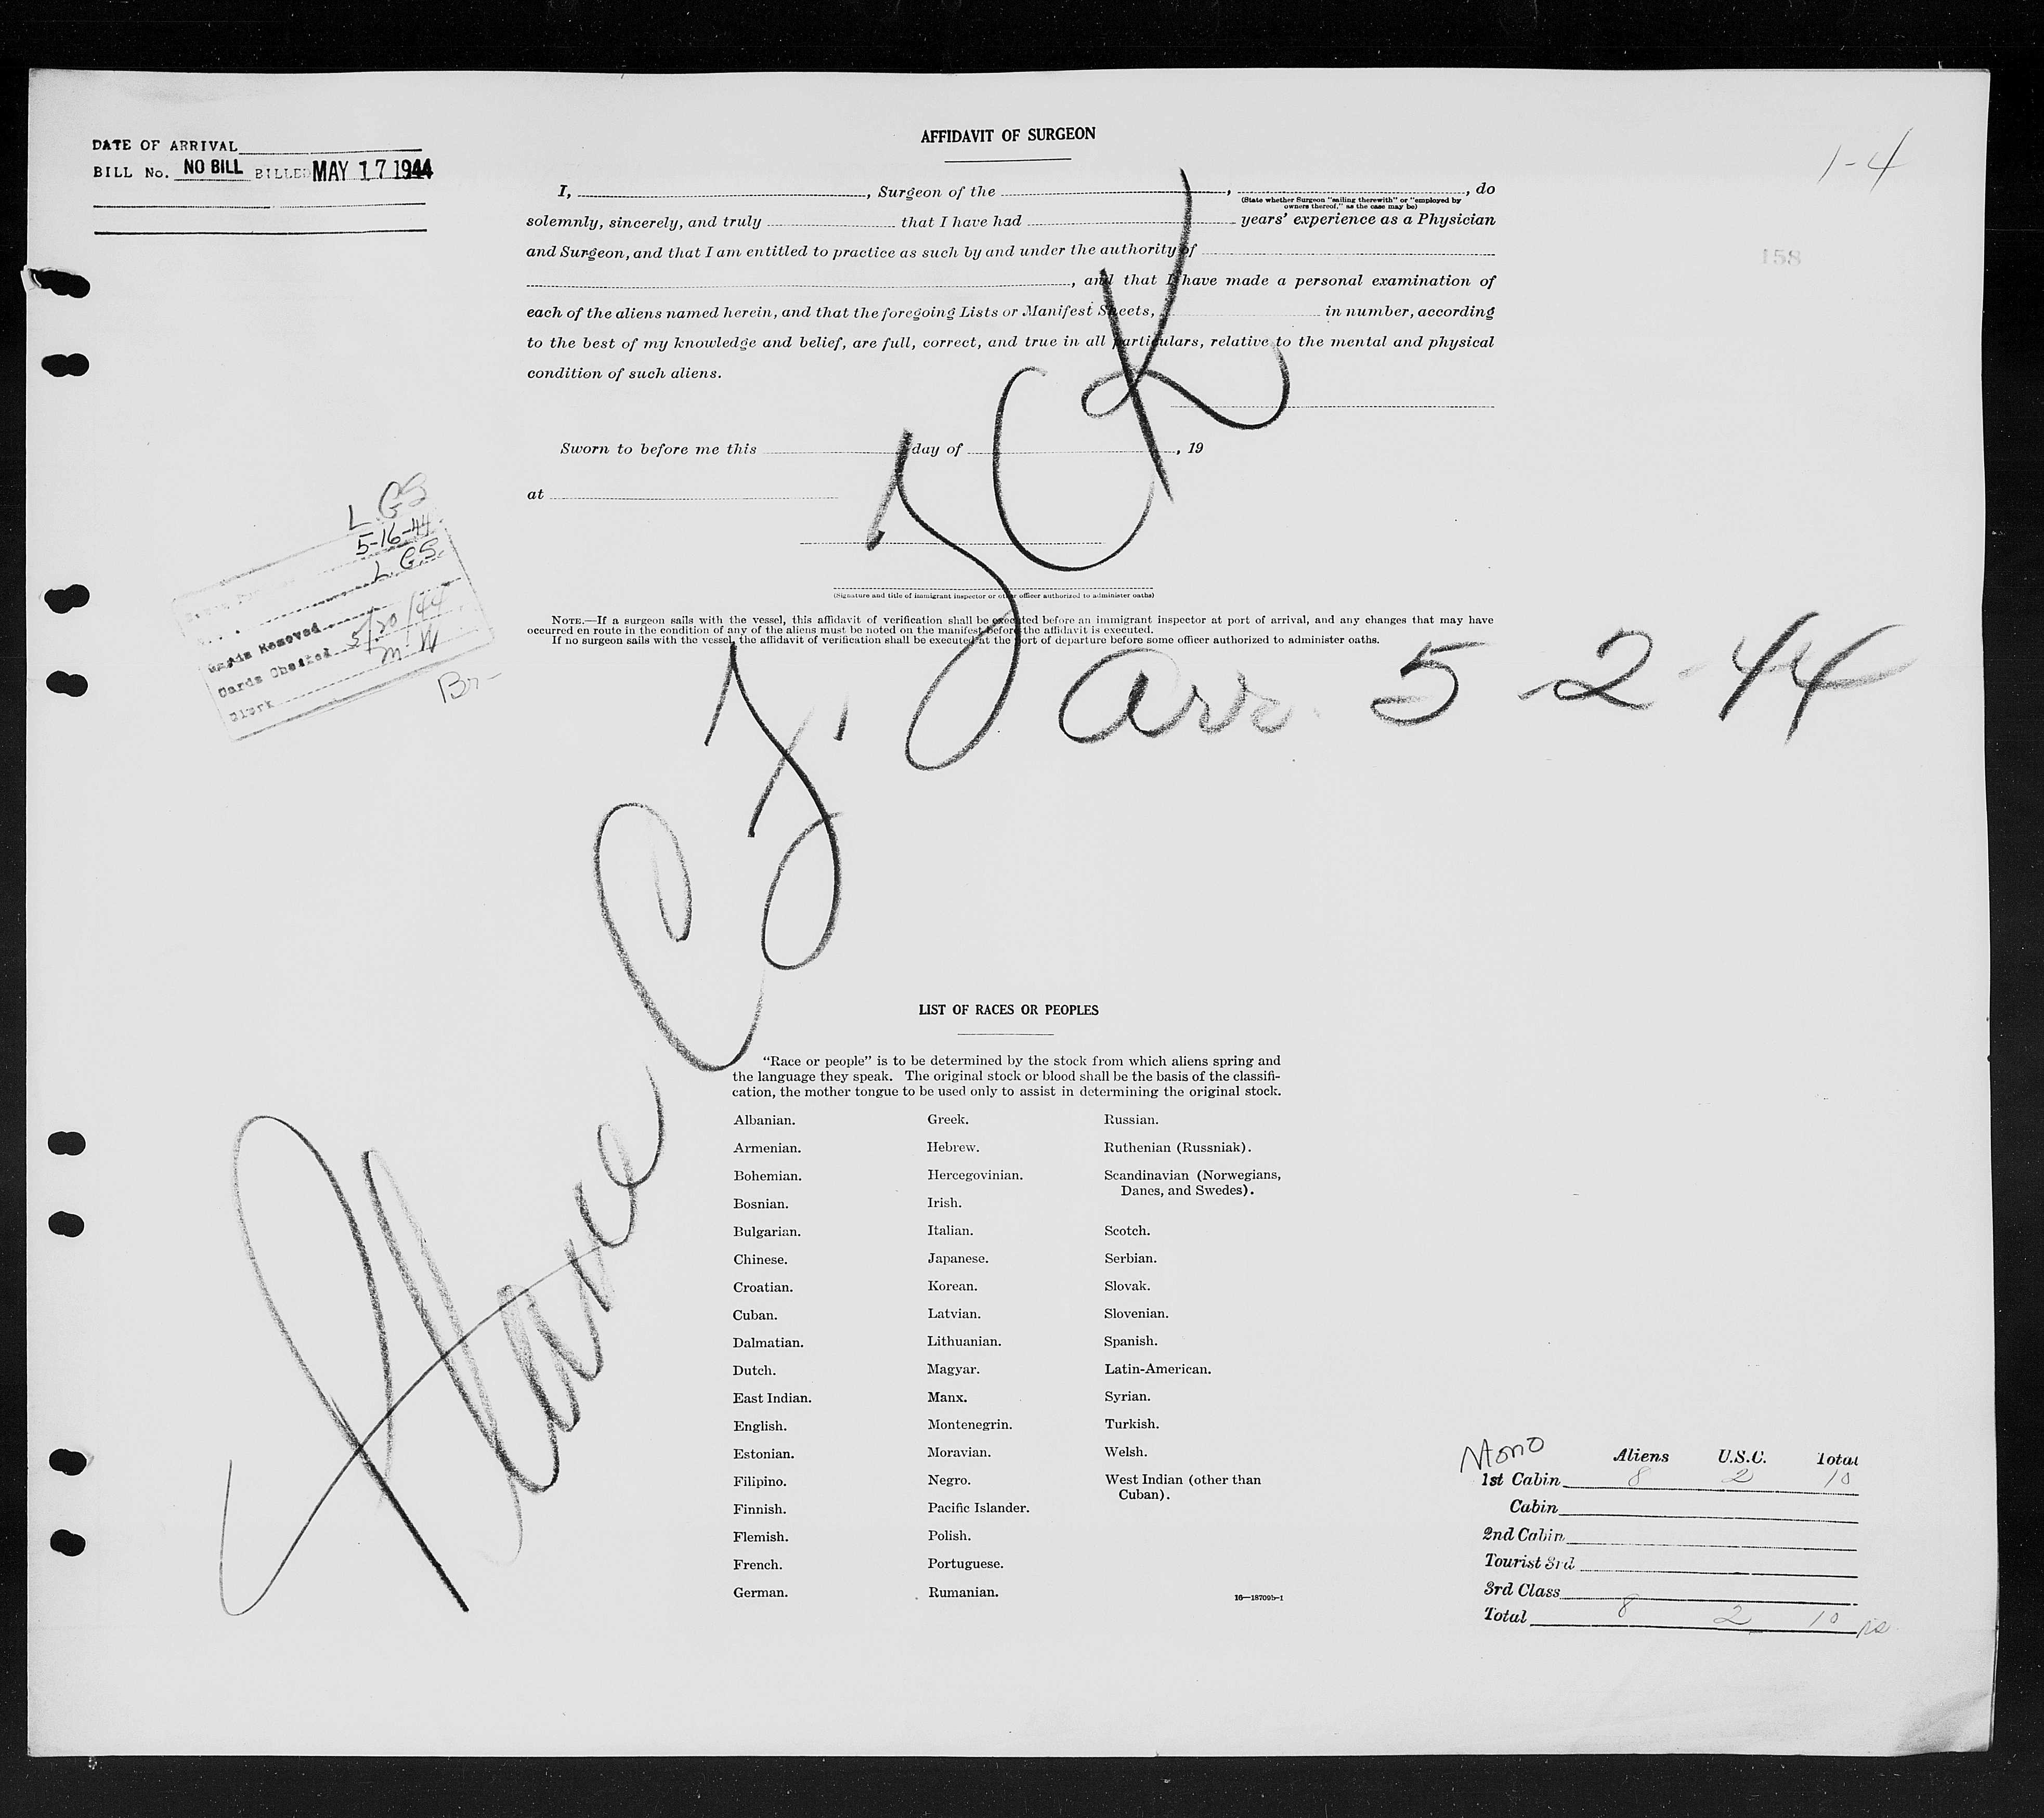 DATE OF ARRIVAL
BILL No. NO BILL BILLED MAY 17 1944
AFFIDAVIT OF SURGEON
1-4
158
I, , Surgeon of the , , do
(State whether Surgeon "sailing therewith" or "employed by
owners thereof," as the case may be)
solemnly, sincerely, and truly that I have had years' experience as a Physician
and Surgeon, and that I am entitled to practice as such by and under the authority of
, and that I have made a personal examination of
each of the aliens named herein, and that the foregoing Lists or Manifest Sheets, in number, according
to the best of my knowledge and belief, are full, correct, and true in all particulars, relative to the mental and physical
condition of such aliens.
Sworn to before me this day of , 19
at
(Signature and title of immigrant inspector or other officer authorized to administer oaths)
NOTE.—If a surgeon sails with the vessel, this affidavit of verification shall be executed before an immigrant inspector at port of arrival, and any changes that may have
occurred en route in the condition of any of the aliens must be noted on the manifest before the affidavit is executed.
If no surgeon sails with the vessel, the affidavit of verification shall be executed at the port of departure before some officer authorized to administer oaths.
L. G.S
5-16-44
L. G.S.
Cards Removed
Cards Checked 5/20/44
Clerk M.W
Br-
Plane
Arr. 5-2-44
LIST OF RACES OR PEOPLES
"Race or people" is to be determined by the stock from which aliens spring and
the language they speak. The original stock or blood shall be the basis of the classifi-
cation, the mother tongue to be used only to assist in determining the original stock.
Albanian.
Armenian.
Bohemian.
Bosnian.
Bulgarian.
Chinese.
Croatian.
Cuban.
Dalmatian.
Dutch.
East Indian.
English.
Estonian.
Filipino.
Finnish.
Flemish.
French.
German.
Greek.
Hebrew.
Hercegovinian.
Irish.
Italian.
Japanese.
Korean.
Latvian.
Lithuanian.
Magyar.
Manx.
Montenegrin.
Moravian.
Negro.
Pacific Islander.
Polish.
Portuguese.
Rumanian.
Russian.
Ruthenian (Russniak).
Scandinavian (Norwegians,
Danes, and Swedes).
Scotch.
Serbian.
Slovak.
Slovenian.
Spanish.
Latin-American.
Syrian.
Turkish.
Welsh.
West Indian (other than
Cuban).
16—18709b-1
Mono Aliens U.S.C. Total
1st Cabin 8 2 10
Cabin
2nd Cabin
Tourist 3rd
3rd Class
Total 8 2 10